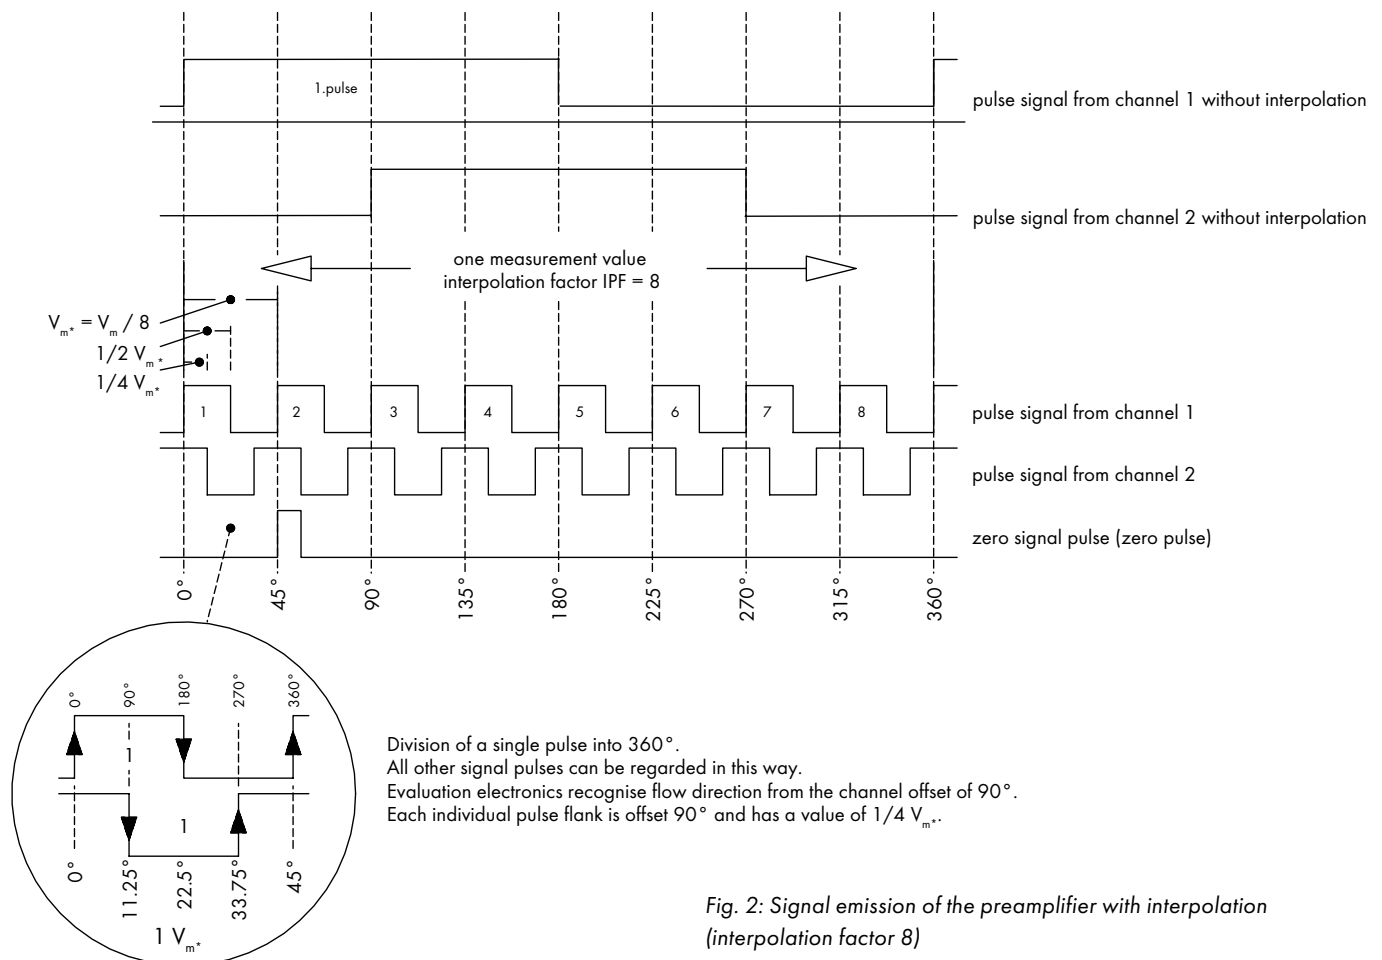 1.pulse
pulse signal from channel 1 without interpolation
pulse signal from channel 2 without interpolation
one measurement value
interpolation factor IPF = 8
Vm* = Vm / 8
1/2 Vm*
1/4 Vm*
1 2 3 4 5 6 7 8
pulse signal from channel 1
pulse signal from channel 2
zero signal pulse (zero pulse)
0° 45° 90° 135° 180° 225° 270° 315° 360°
0° 90° 180° 270° 360°
1
1
0° 11.25° 22.5° 33.75° 45°
1 Vm*
Division of a single pulse into 360°.
All other signal pulses can be regarded in this way.
Evaluation electronics recognise flow direction from the channel offset of 90°.
Each individual pulse flank is offset 90° and has a value of 1/4 Vm*.
Fig. 2: Signal emission of the preamplifier with interpolation
(interpolation factor 8)